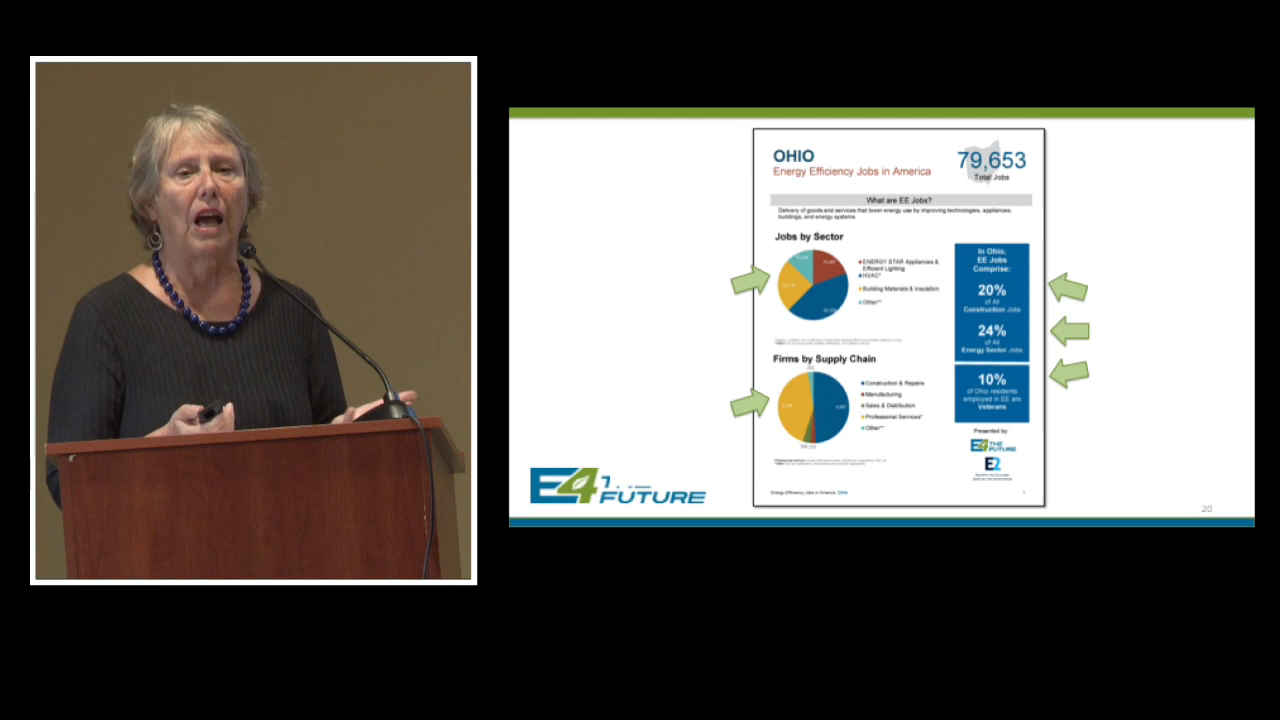 OHIO
Energy Efficiency Jobs in America
79,653
Total Jobs
What are EE Jobs?
Delivery of goods and services that lower energy use by improving technologies, appliances,
buildings, and energy systems.
Jobs by Sector
ENERGY STAR Appliances &
Efficient Lighting
HVAC*
Building Materials & Insulation
Other**
In Ohio,
EE Jobs
Comprise:
20%
of All
Construction Jobs
24%
of All
Energy Sector Jobs
10%
of Ohio residents
employed in EE are
Veterans
Firms by Supply Chain
Construction & Repairs
Manufacturing
Sales & Distribution
Professional Services*
Other**
Presented by
E4 THE
FUTURE
E2
Energy Efficiency Jobs in America: Ohio
E4
FUTURE
20